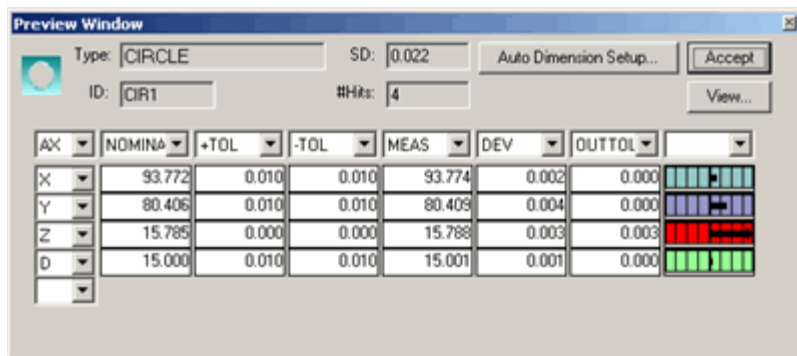 Preview Window
Type: CIRCLE SD: 0.022 Auto Dimension Setup... Accept
ID: CIR1 #Hits: 4 View...
AX NOMINA +TOL -TOL MEAS DEV OUTTOL
X 93.772 0.010 0.010 93.774 0.002 0.000
Y 80.406 0.010 0.010 80.409 0.004 0.000
Z 15.785 0.000 0.000 15.788 0.003 0.003
D 15.000 0.010 0.010 15.001 0.001 0.000